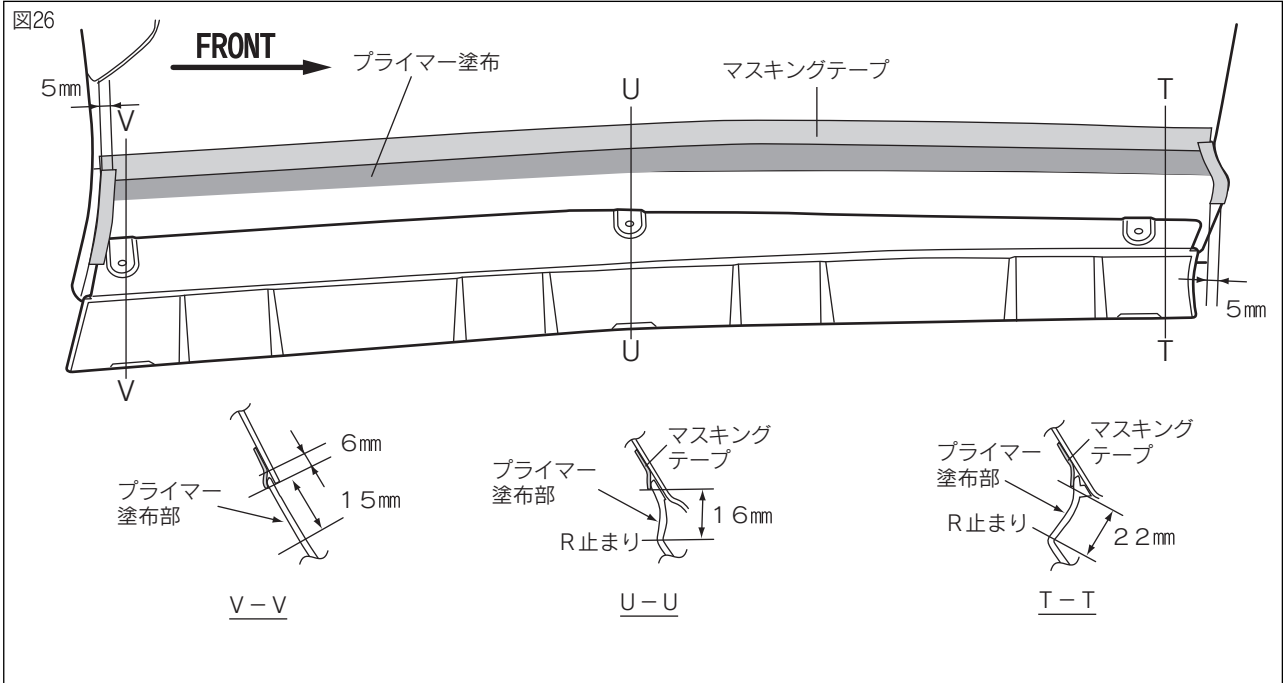 図26
FRONT
プライマー塗布
マスキングテープ
5mm
V
U
T
5mm
V
U
T
6mm
プライマー
塗布部
15mm
V－V
マスキング
テープ
プライマー
塗布部
16mm
R止まり
U－U
マスキング
テープ
プライマー
塗布部
R止まり
22mm
T－T